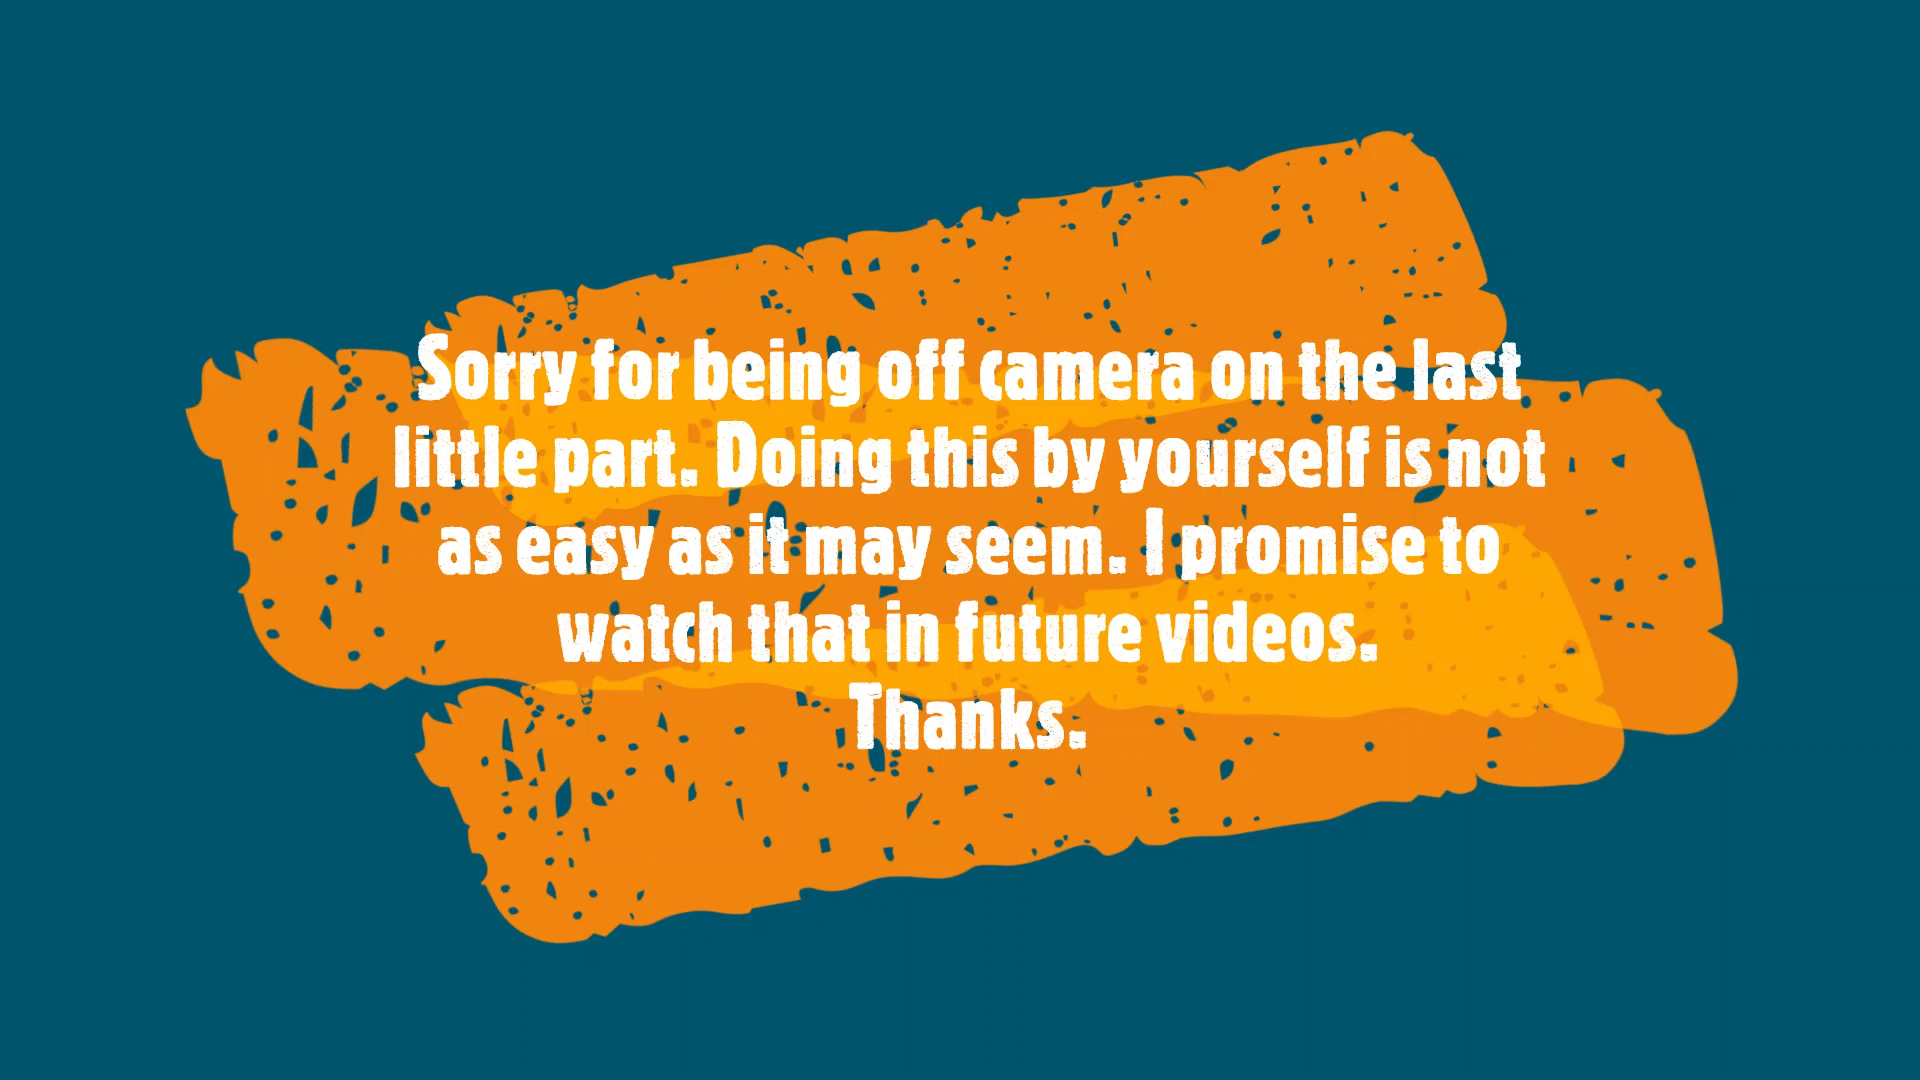 Sorry for being off camera on the last
little part. Doing this by yourself is not
as easy as it may seem. I promise to
watch that in future videos.
Thanks.